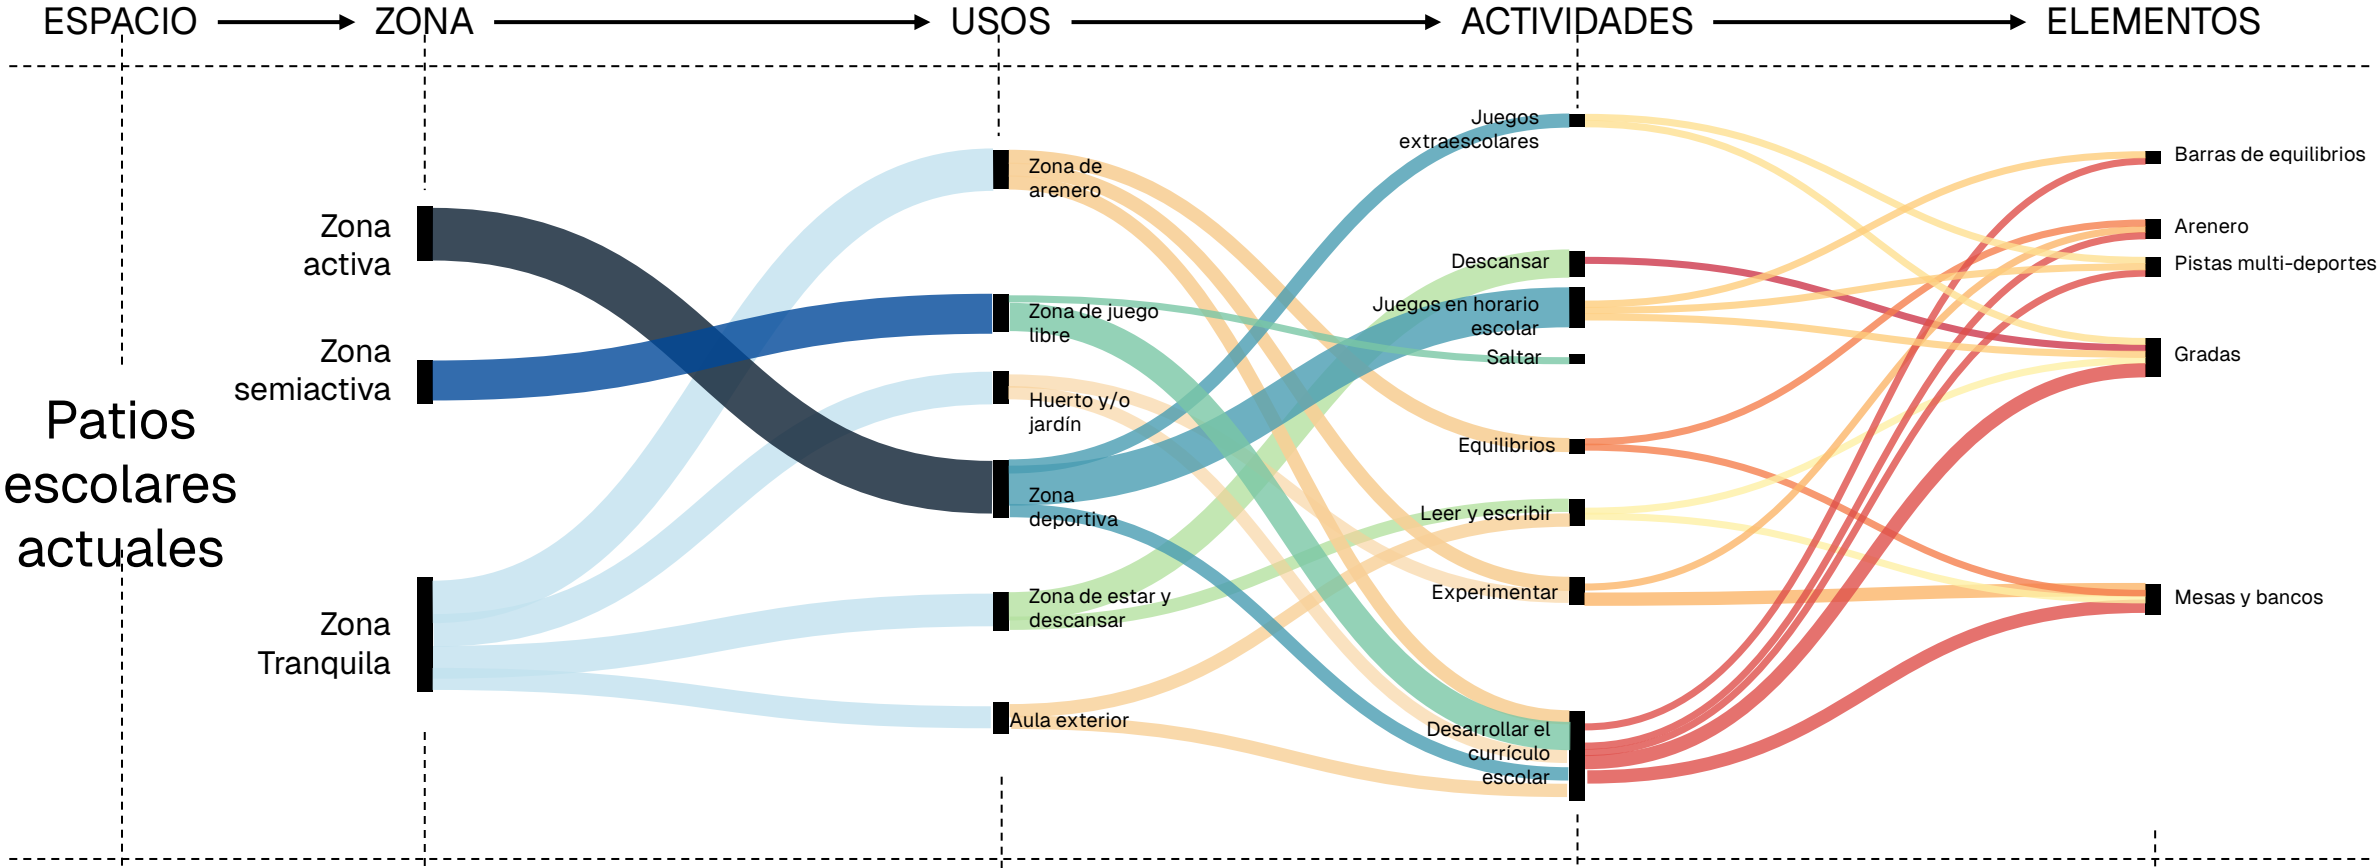 ESPACIO
ZONA
USOS
ACTIVIDADES
ELEMENTOS
Patios
escolares
actuales
Zona
activa
Zona
semiactiva
Zona
Tranquila
Zona de
arenero
Zona de juego
libre
Huerto y/o
jardín
Zona
deportiva
Zona de estar y
descansar
Aula exterior
Juegos
extraescolares
Descansar
Juegos en horario
escolar
Saltar
Equilibrios
Leer y escribir
Experimentar
Desarrollar el
currículo
escolar
Barras de equilibrios
Arenero
Pistas multi-deportes
Gradas
Mesas y bancos